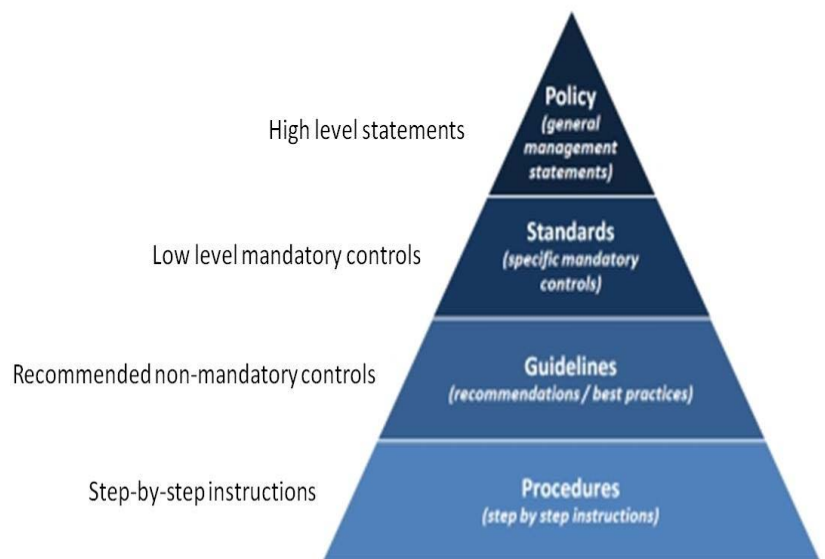 Policy
(general
management
statements)
High level statements
Standards
(specific mandatory
controls)
Low level mandatory controls
Guidelines
(recommendations / best practices)
Recommended non-mandatory controls
Procedures
(step by step instructions)
Step-by-step instructions